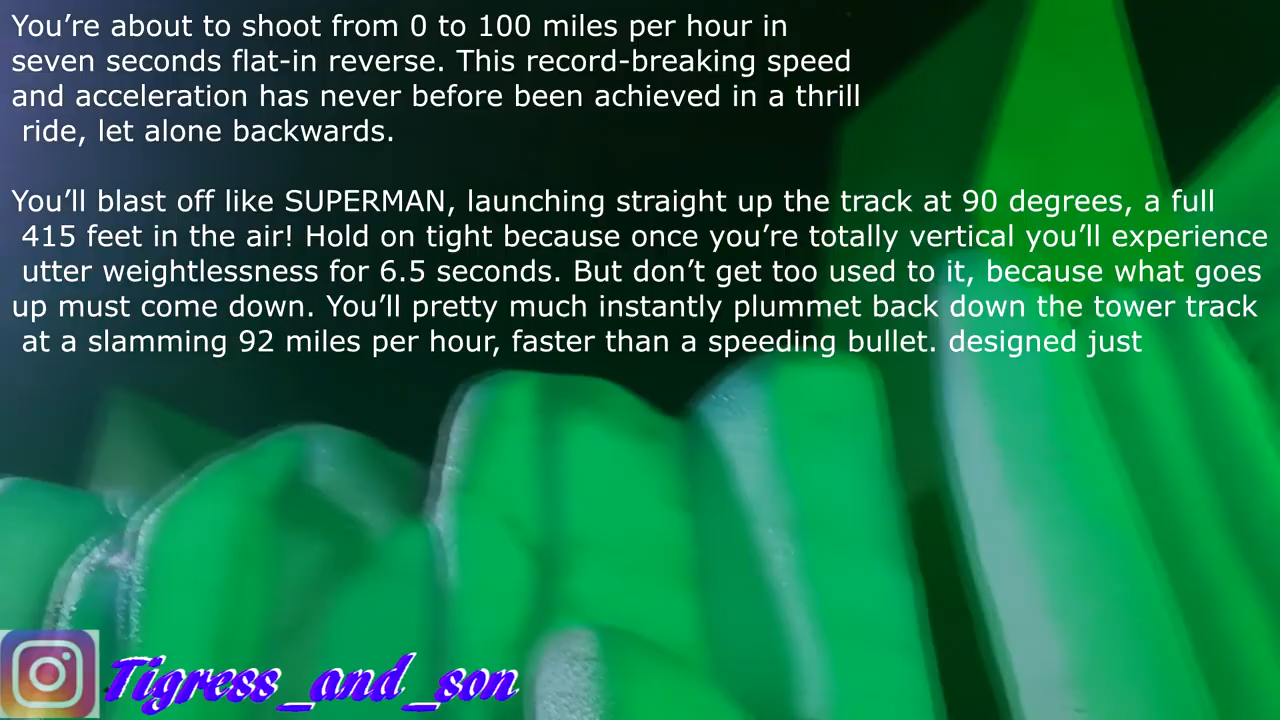 You’re about to shoot from 0 to 100 miles per hour in
seven seconds flat-in reverse. This record-breaking speed
and acceleration has never before been achieved in a thrill
ride, let alone backwards.
You’ll blast off like SUPERMAN, launching straight up the track at 90 degrees, a full
415 feet in the air! Hold on tight because once you’re totally vertical you’ll experience
utter weightlessness for 6.5 seconds. But don’t get too used to it, because what goes
up must come down. You’ll pretty much instantly plummet back down the tower track
at a slamming 92 miles per hour, faster than a speeding bullet. designed just
Tigress_and_son